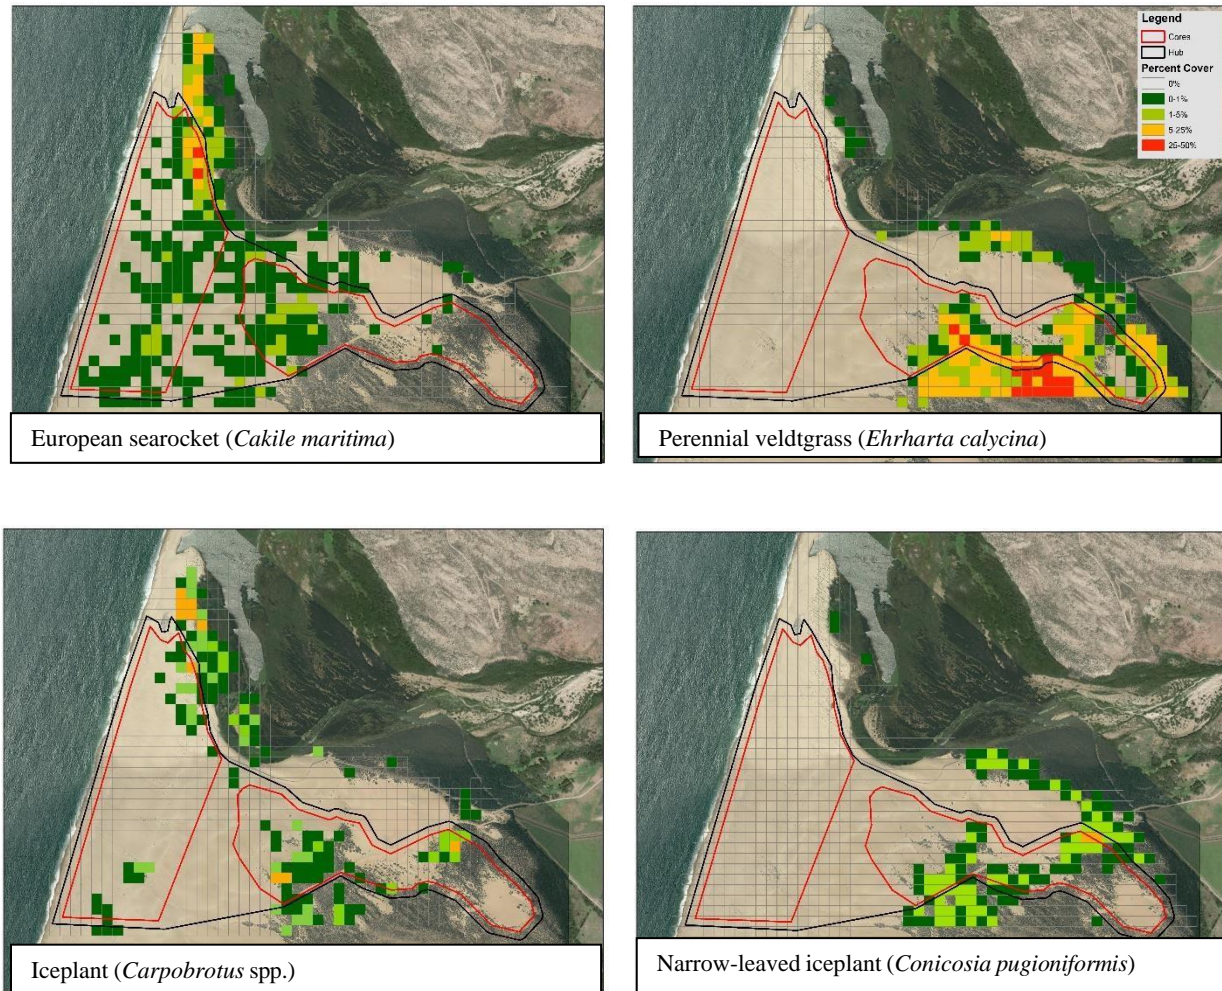 Legend
Cores
Hub
Percent Cover
0%
0-1%
1-5%
5-25%
26-50%
European searocket (Cakile maritima)
Perennial veldtgrass (Ehrharta calycina)
Iceplant (Carpobrotus spp.)
Narrow-leaved iceplant (Conicosia pugioniformis)